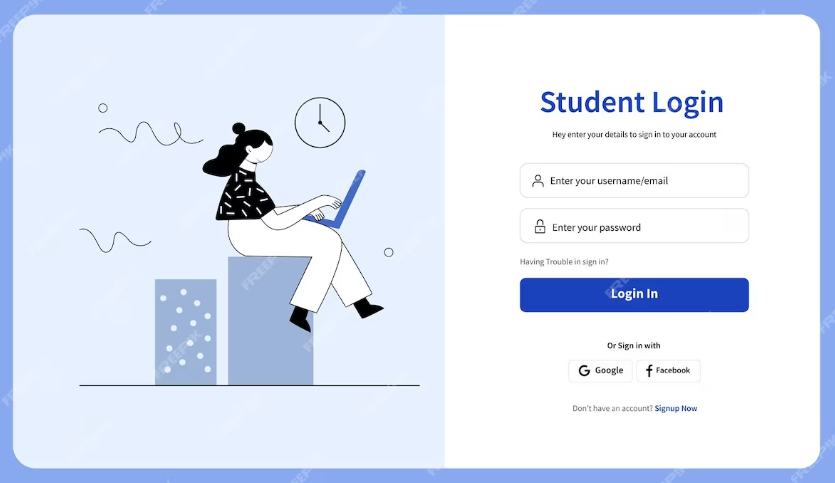 Student Login
Hey enter your details to sign in to your account
Enter your username/email
Enter your password
Having Trouble in sign in?
Login In
Or Sign in with
Google
Facebook
Don't have an account? Signup Now
FREEPIK